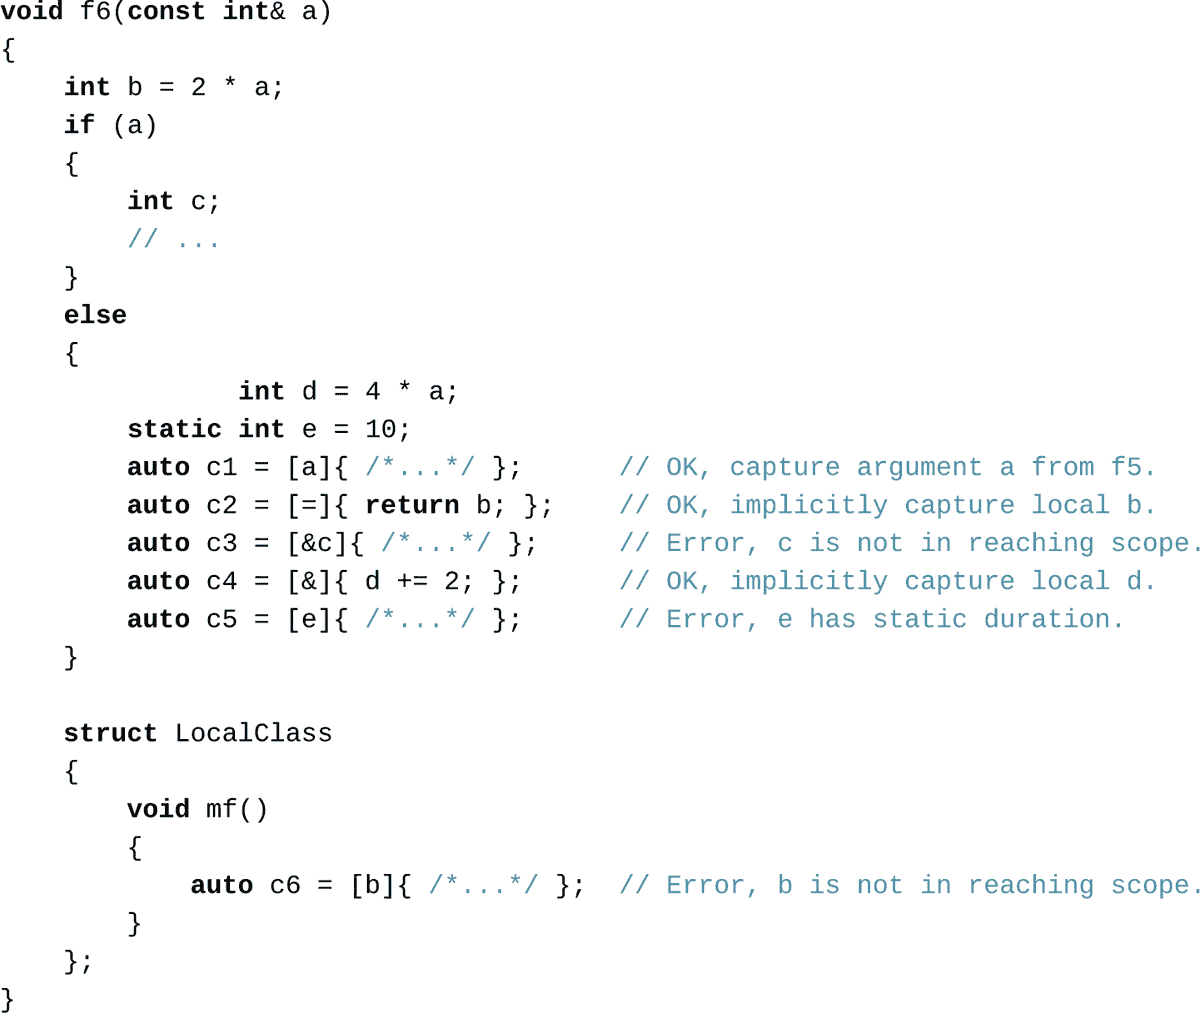 void f6(const int& a)
{
    int b = 2 * a;
    if (a)
    {
        int c;
        // ...
    }
    else
    {
               int d = 4 * a;
        static int e = 10;
        auto c1 = [a]{ /*...*/ };      // OK, capture argument a from f5.
        auto c2 = [=]{ return b; };    // OK, implicitly capture local b.
        auto c3 = [&c]{ /*...*/ };     // Error, c is not in reaching scope.
        auto c4 = [&]{ d += 2; };      // OK, implicitly capture local d.
        auto c5 = [e]{ /*...*/ };      // Error, e has static duration.
    }

    struct LocalClass
    {
        void mf()
        {
            auto c6 = [b]{ /*...*/ };  // Error, b is not in reaching scope.
        }
    };
}